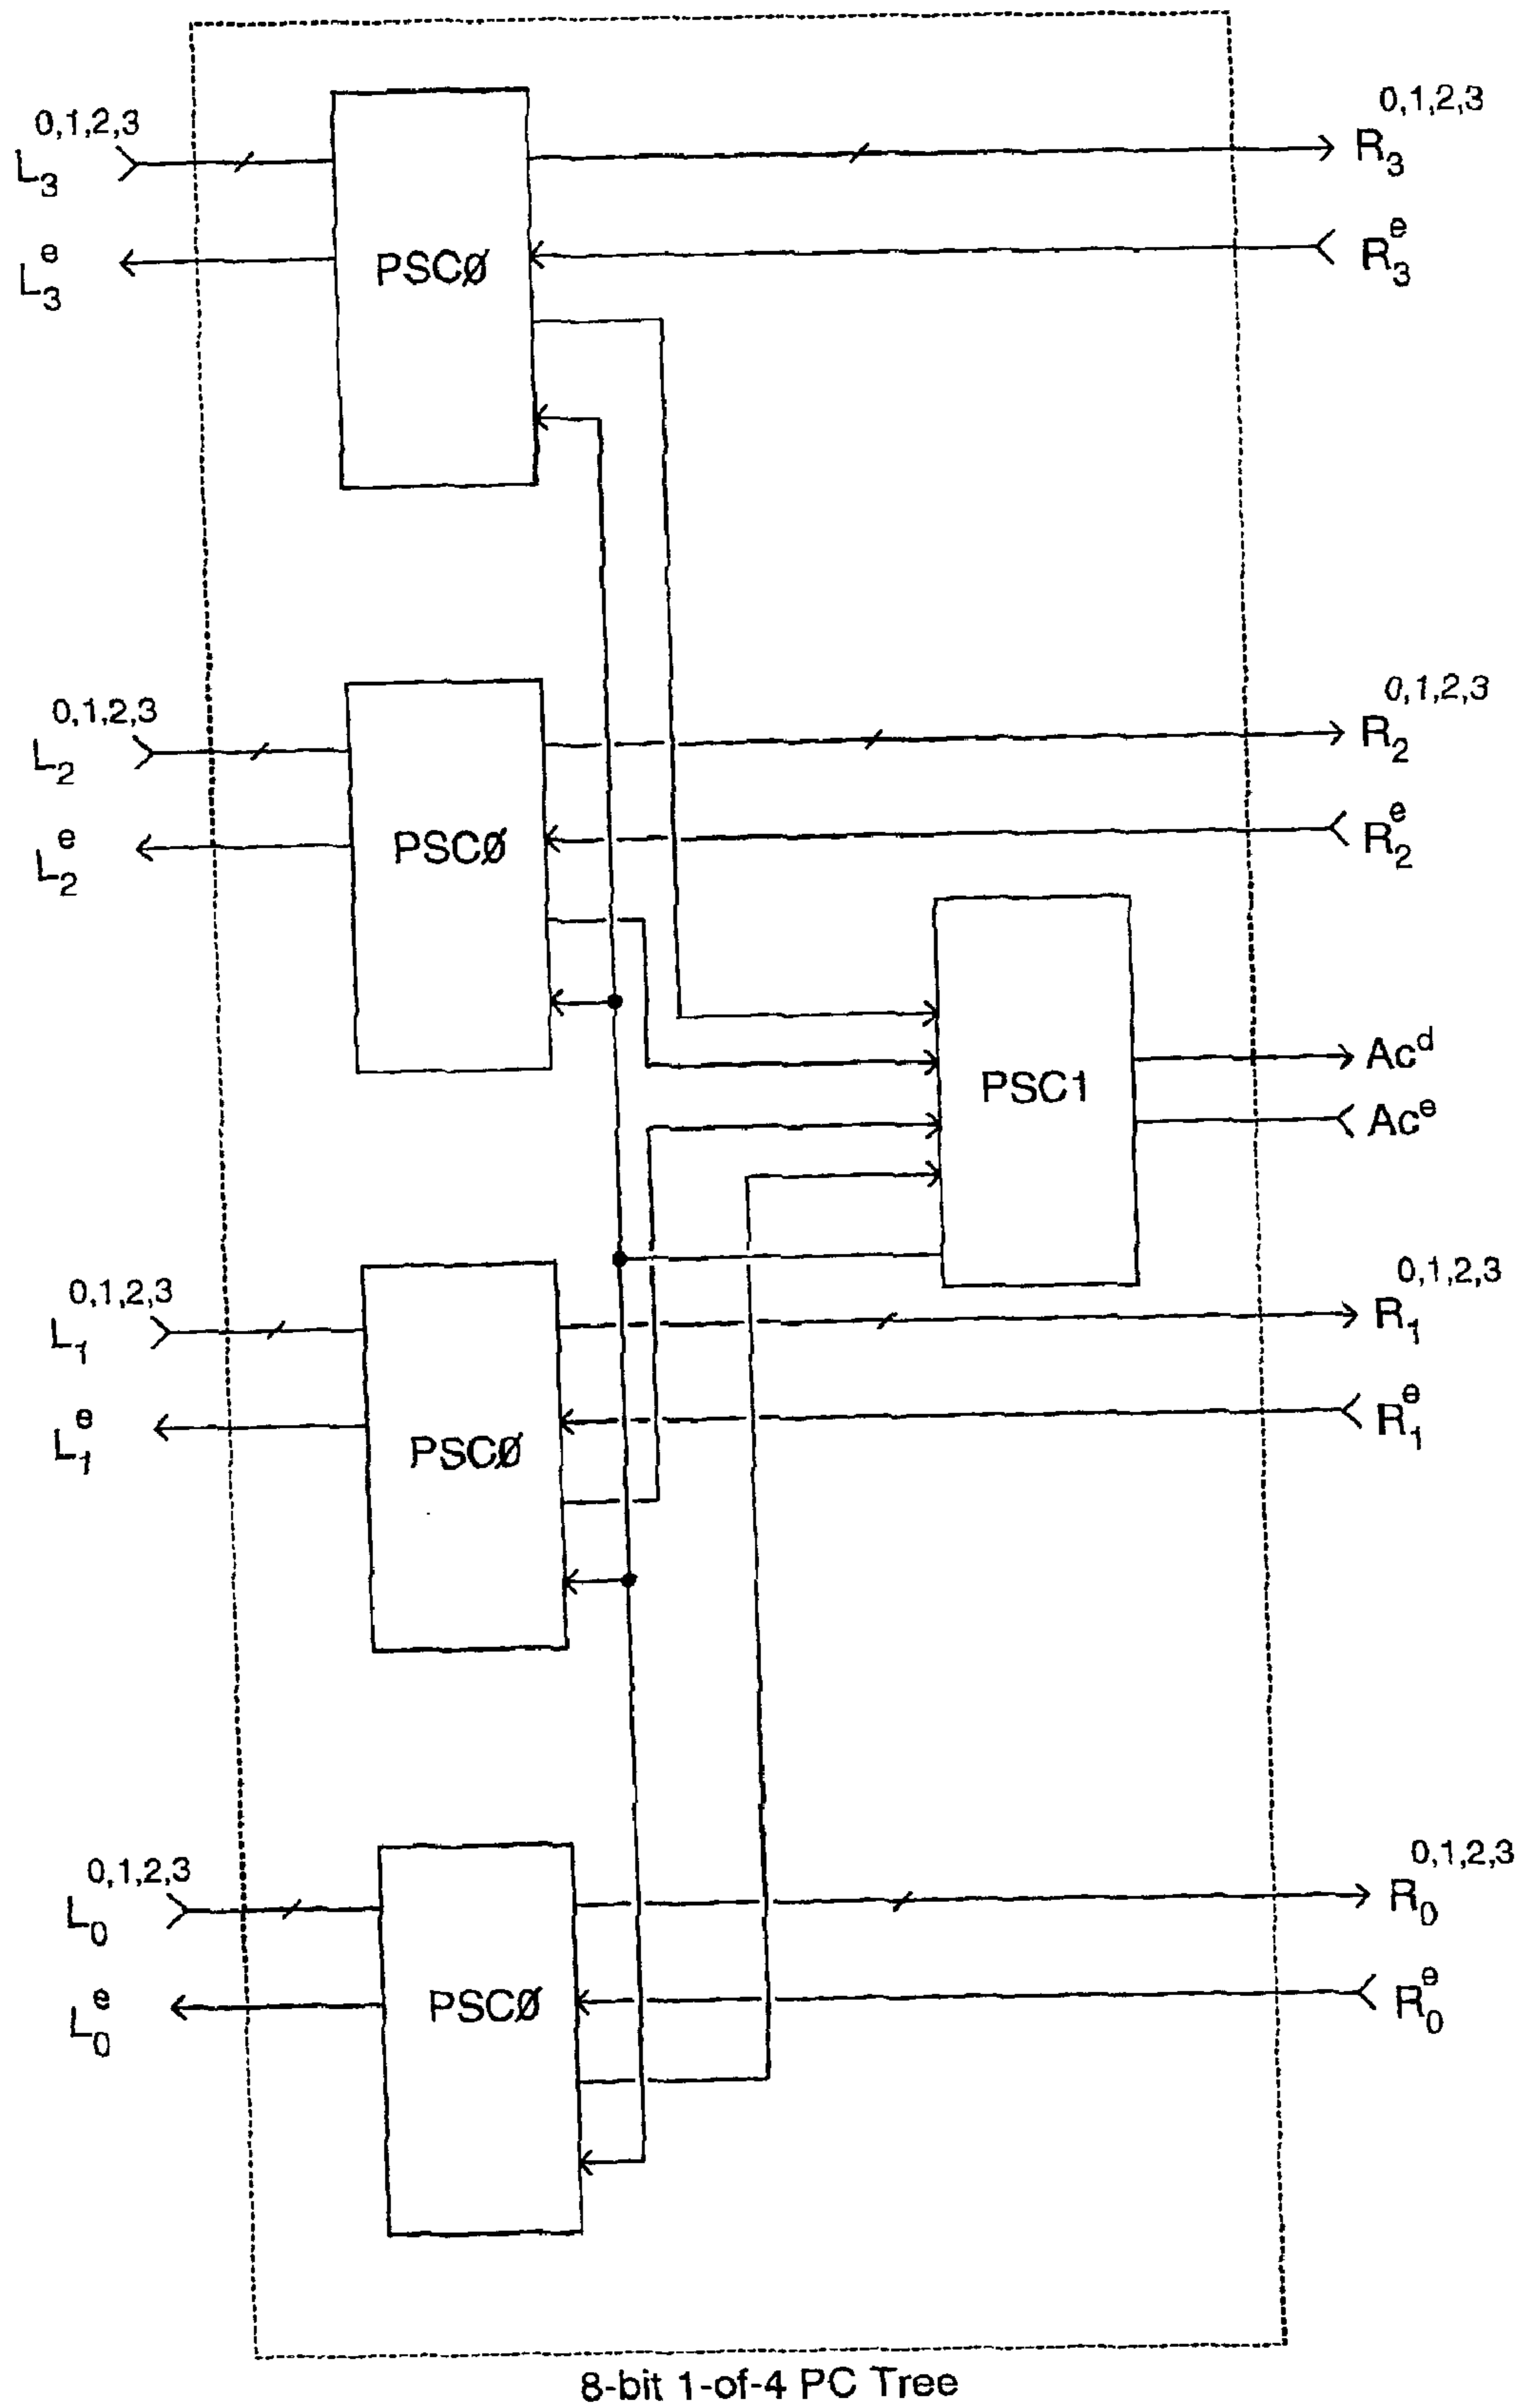 0,1,2,3
L3
L3e
PSCØ
0,1,2,3
R3
R3e
0,1,2,3
L2
L2e
PSCØ
0,1,2,3
R2
R2e
PSC1
Acd
Ace
0,1,2,3
L1
L1e
PSCØ
0,1,2,3
R1
R1e
0,1,2,3
L0
L0e
PSCØ
0,1,2,3
R0
R0e
8-bit 1-of-4 PC Tree